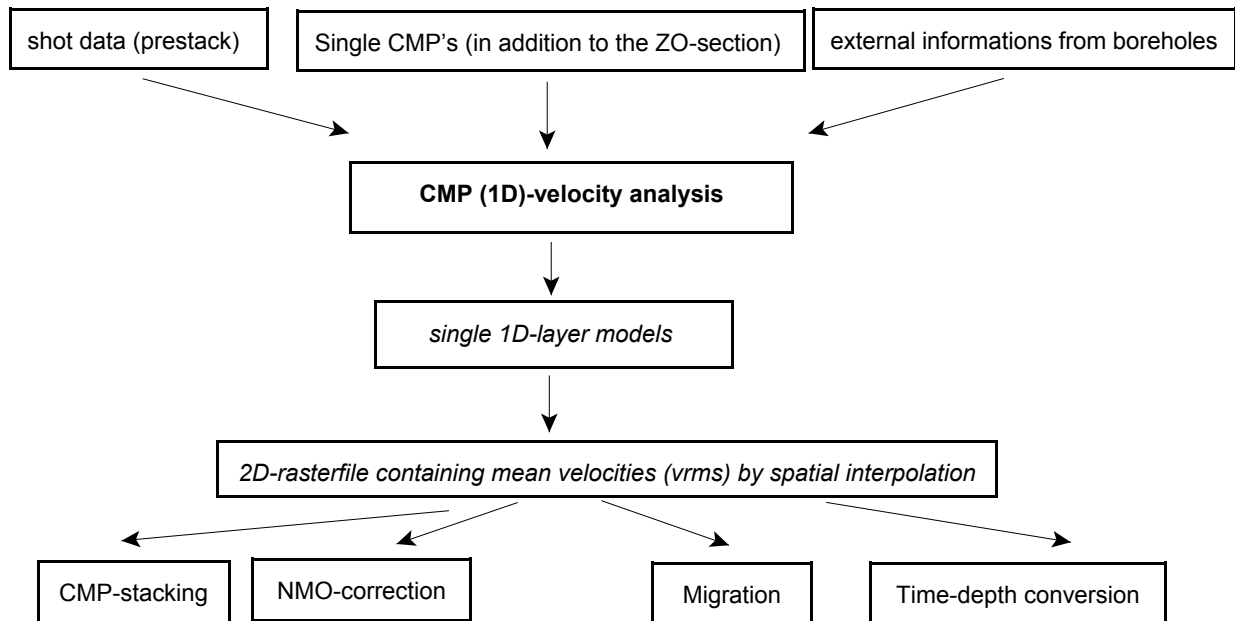 shot data (prestack)
Single CMP's (in addition to the ZO-section)
external informations from boreholes
CMP (1D)-velocity analysis
single 1D-layer models
2D-rasterfile containing mean velocities (vrms) by spatial interpolation
CMP-stacking
NMO-correction
Migration
Time-depth conversion